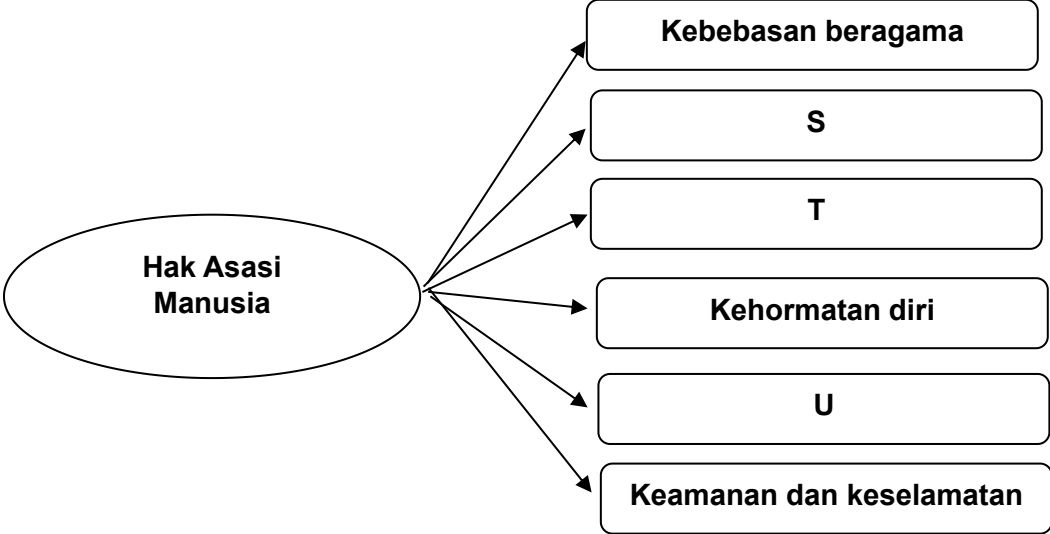 Kebebasan beragama
S
T
Hak Asasi
Manusia
Kehormatan diri
U
Keamanan dan keselamatan